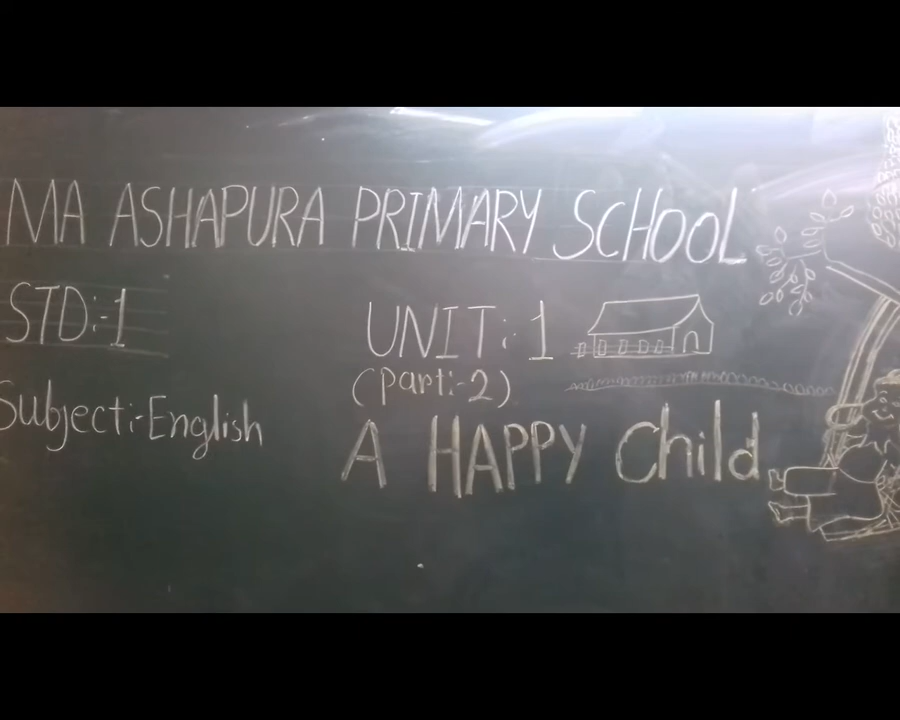 MA ASHAPURA PRIMARY SCHOOL
STD:-1
UNIT:-1
(Part:-2)
Subject:-English
A HAPPY Child